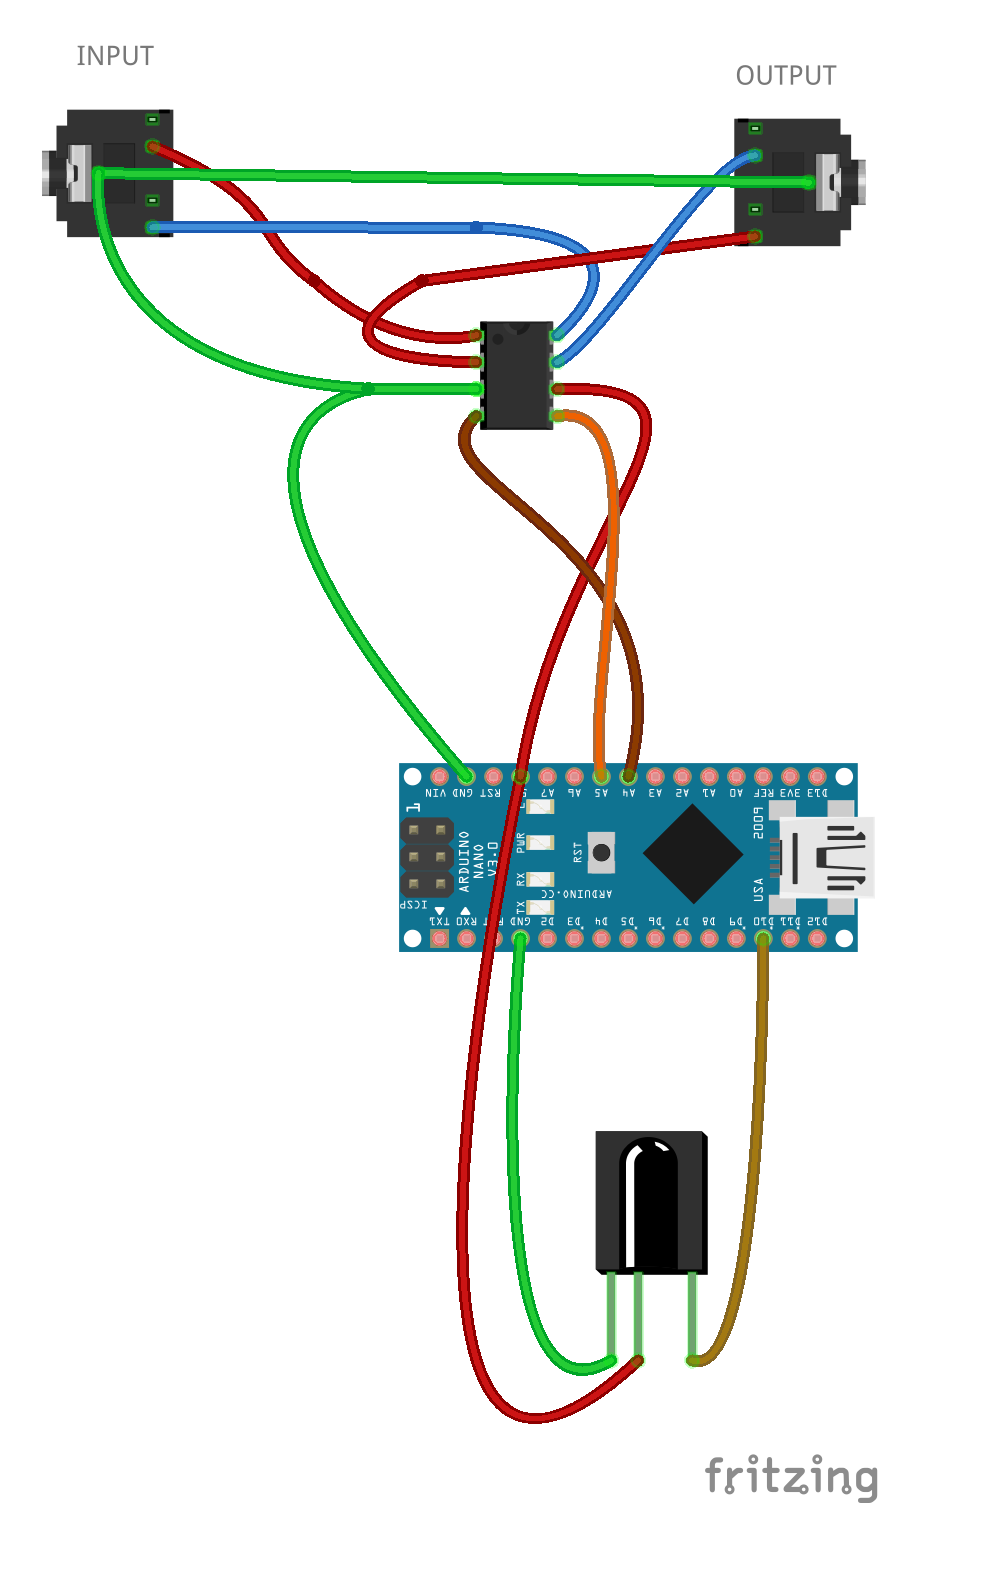 INPUT
OUTPUT
VIN GND RST A7 A6 A5 A4 A3 A2 A1 A0 REF 3V3 D13
1
ARDUINO
NANO
V3.0
L
PWR
RX
TX
RST
ARDUINO.CC
2009
USA
ICSP
TX1 RX0 GND D2 D3 D4 D5 D6 D7 D8 D9 D10 D11 D12
fritzing